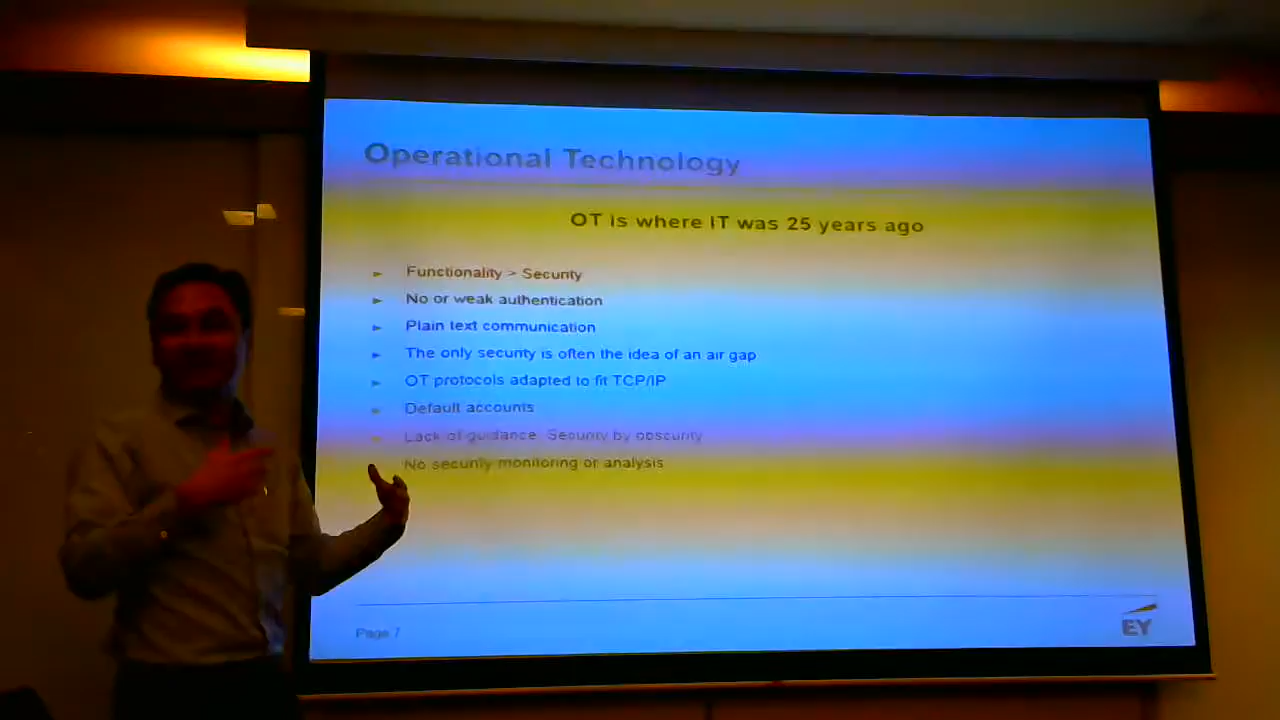 Operational Technology
OT is where IT was 25 years ago
► Functionality > Security
► No or weak authentication
► Plain text communication
► The only security is often the idea of an air gap
► OT protocols adapted to fit TCP/IP
► Default accounts
► Lack of guidance. Security by obscurity
No security monitoring or analysis
Page 7
EY